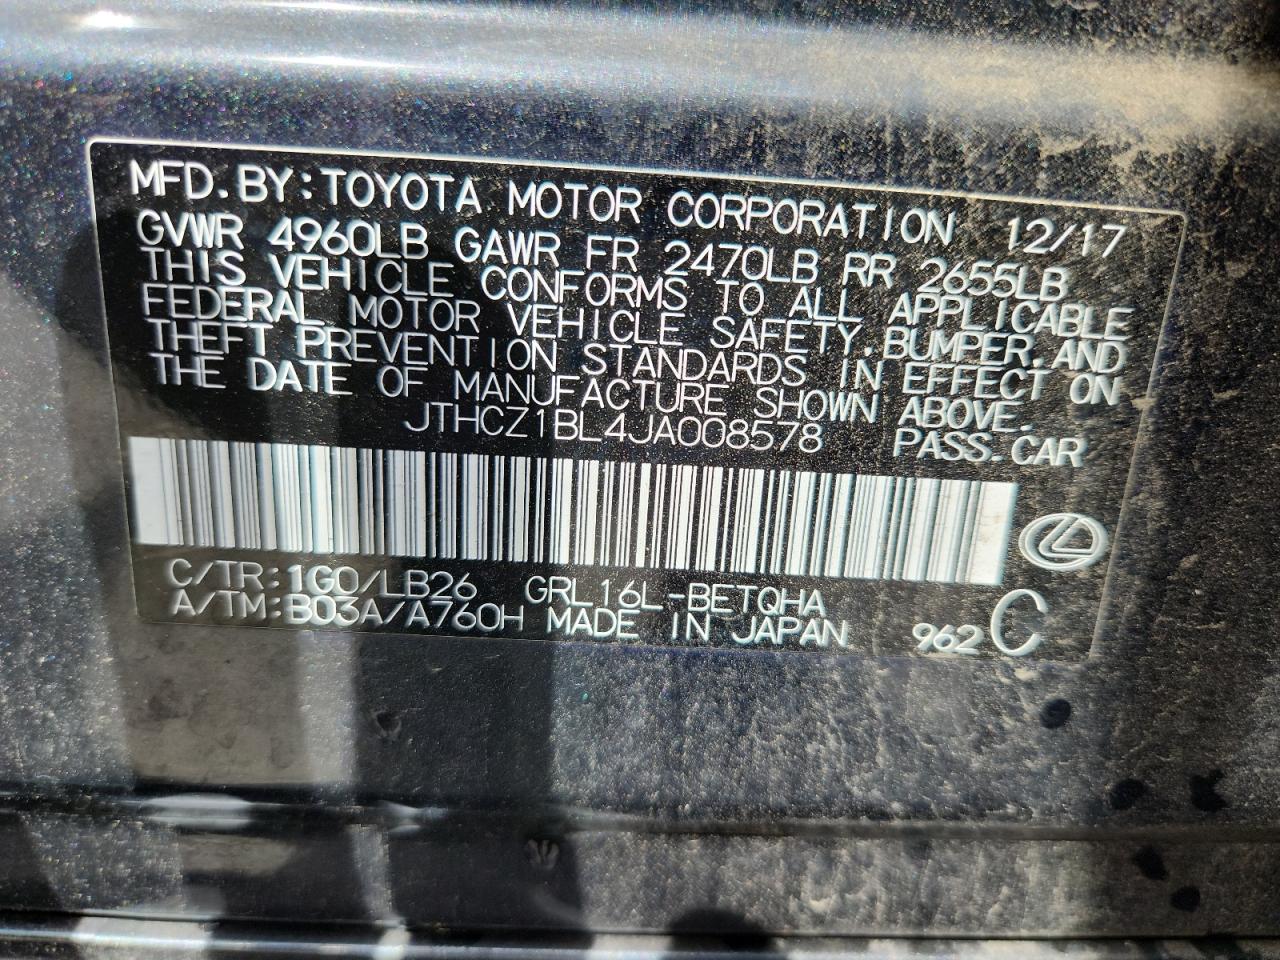 MFD.BY:TOYOTA MOTOR CORPORATION 12/17
GVWR 4960LB GAWR FR 2470LB RR 2655LB
THIS VEHICLE CONFORMS TO ALL APPLICABLE
FEDERAL MOTOR VEHICLE SAFETY,BUMPER,AND
THEFT PREVENTION STANDARDS IN EFFECT ON
THE DATE OF MANUFACTURE SHOWN ABOVE.
JTHCZ1BL4JA008578 PASS.CAR
C/TR:1G0/LB26 GRL16L-BETQHA
A/TM:B03A/A760H MADE IN JAPAN 962 C